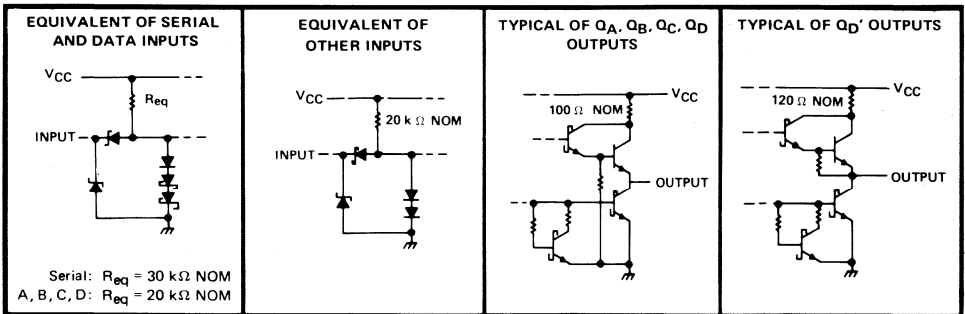 EQUIVALENT OF SERIAL
AND DATA INPUTS
VCC
Req
INPUT
Serial: Req = 30 kΩ NOM
A, B, C, D: Req = 20 kΩ NOM
EQUIVALENT OF
OTHER INPUTS
VCC
20 k Ω NOM
INPUT
TYPICAL OF QA, QB, QC, QD
OUTPUTS
VCC
100 Ω NOM
OUTPUT
TYPICAL OF QD' OUTPUTS
VCC
120 Ω NOM
OUTPUT